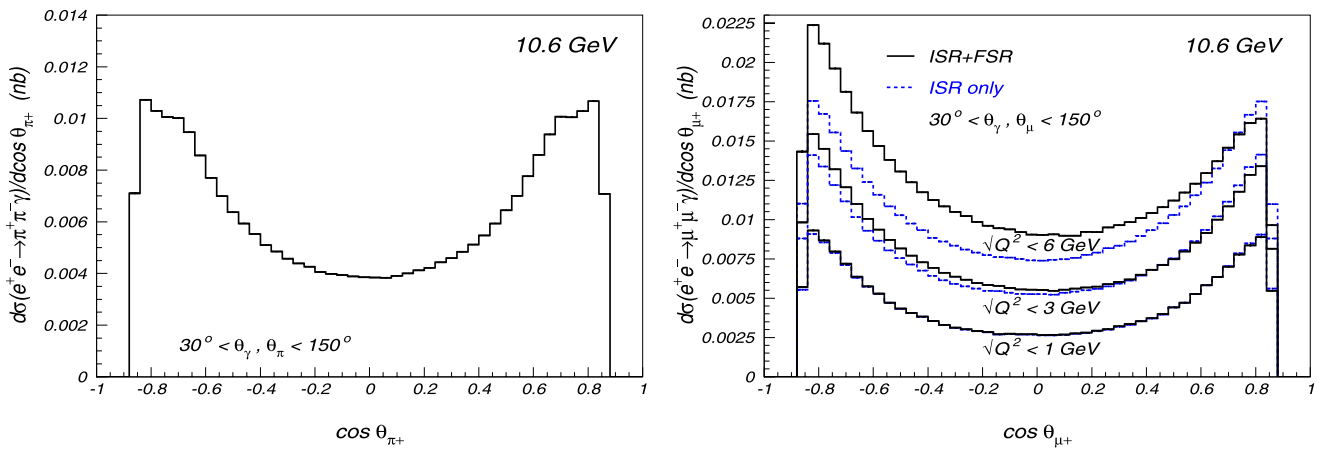 dσ(e⁺e⁻→π⁺π⁻γ)/dcos θπ+ (nb)
0.014
0.012
0.01
0.008
0.006
0.004
0.002
0
10.6 GeV
30° < θγ , θπ < 150°
-1 -0.8 -0.6 -0.4 -0.2 0 0.2 0.4 0.6 0.8 1
cos θπ+
dσ(e⁺e⁻→μ⁺μ⁻γ)/dcos θμ+ (nb)
0.0225
0.02
0.0175
0.015
0.0125
0.01
0.0075
0.005
0.0025
0
10.6 GeV
ISR+FSR
ISR only
30° < θγ , θμ < 150°
√Q² < 6 GeV
√Q² < 3 GeV
√Q² < 1 GeV
-1 -0.8 -0.6 -0.4 -0.2 0 0.2 0.4 0.6 0.8 1
cos θμ+